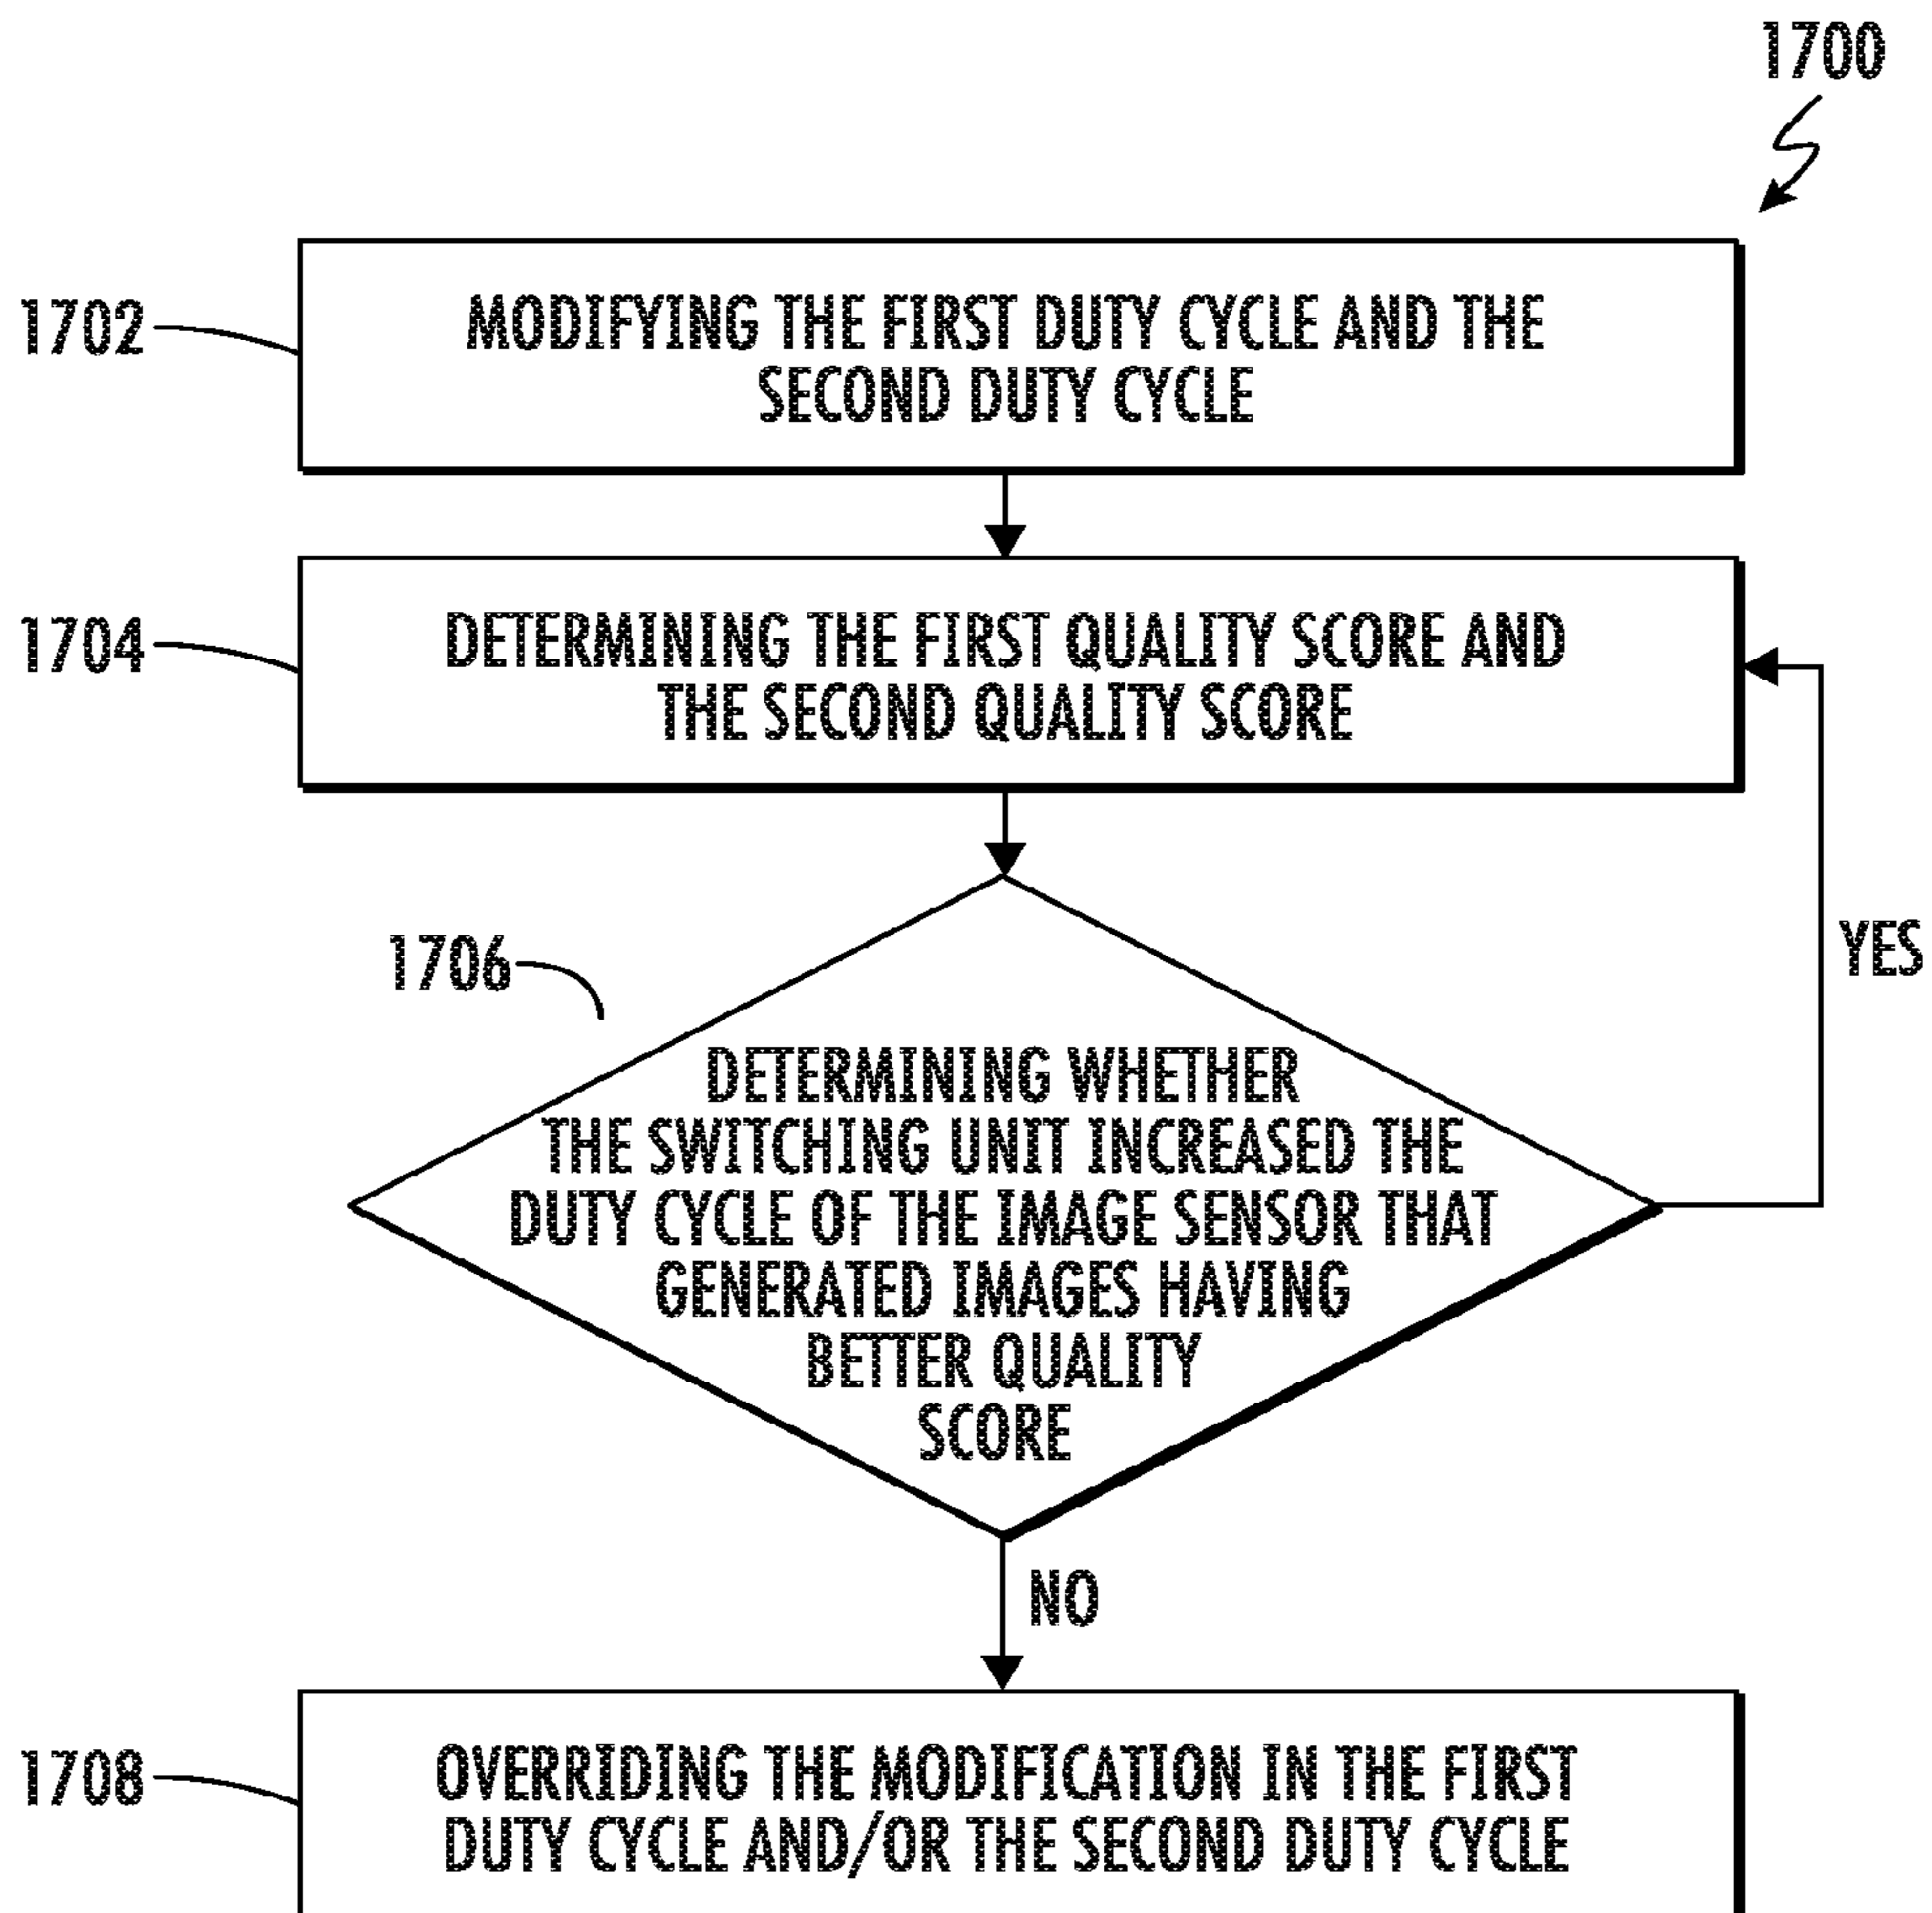 1700
1702
MODIFYING THE FIRST DUTY CYCLE AND THE
SECOND DUTY CYCLE
1704
DETERMINING THE FIRST QUALITY SCORE AND
THE SECOND QUALITY SCORE
YES
1706
DETERMINING WHETHER
THE SWITCHING UNIT INCREASED THE
DUTY CYCLE OF THE IMAGE SENSOR THAT
GENERATED IMAGES HAVING
BETTER QUALITY
SCORE
NO
1708
OVERRIDING THE MODIFICATION IN THE FIRST
DUTY CYCLE AND/OR THE SECOND DUTY CYCLE